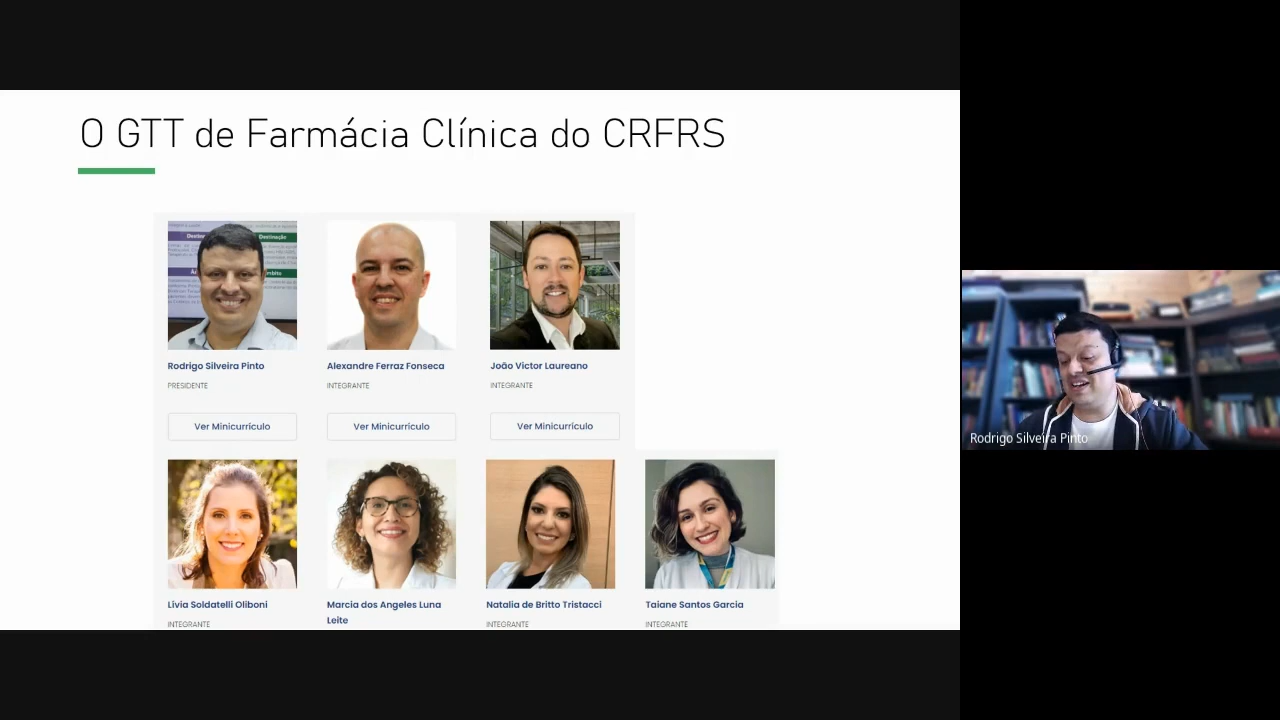 O GTT de Farmácia Clínica do CRFRS
Rodrigo Silveira Pinto
PRESIDENTE
Ver Minicurrículo
Alexandre Ferraz Fonseca
INTEGRANTE
Ver Minicurrículo
João Victor Laureano
INTEGRANTE
Ver Minicurrículo
Lívia Soldatelli Oliboni
INTEGRANTE
Marcia dos Angeles Luna
Leite
Natalia de Britto Tristacci
INTEGRANTE
Taiane Santos Garcia
INTEGRANTE
Rodrigo Silveira Pinto